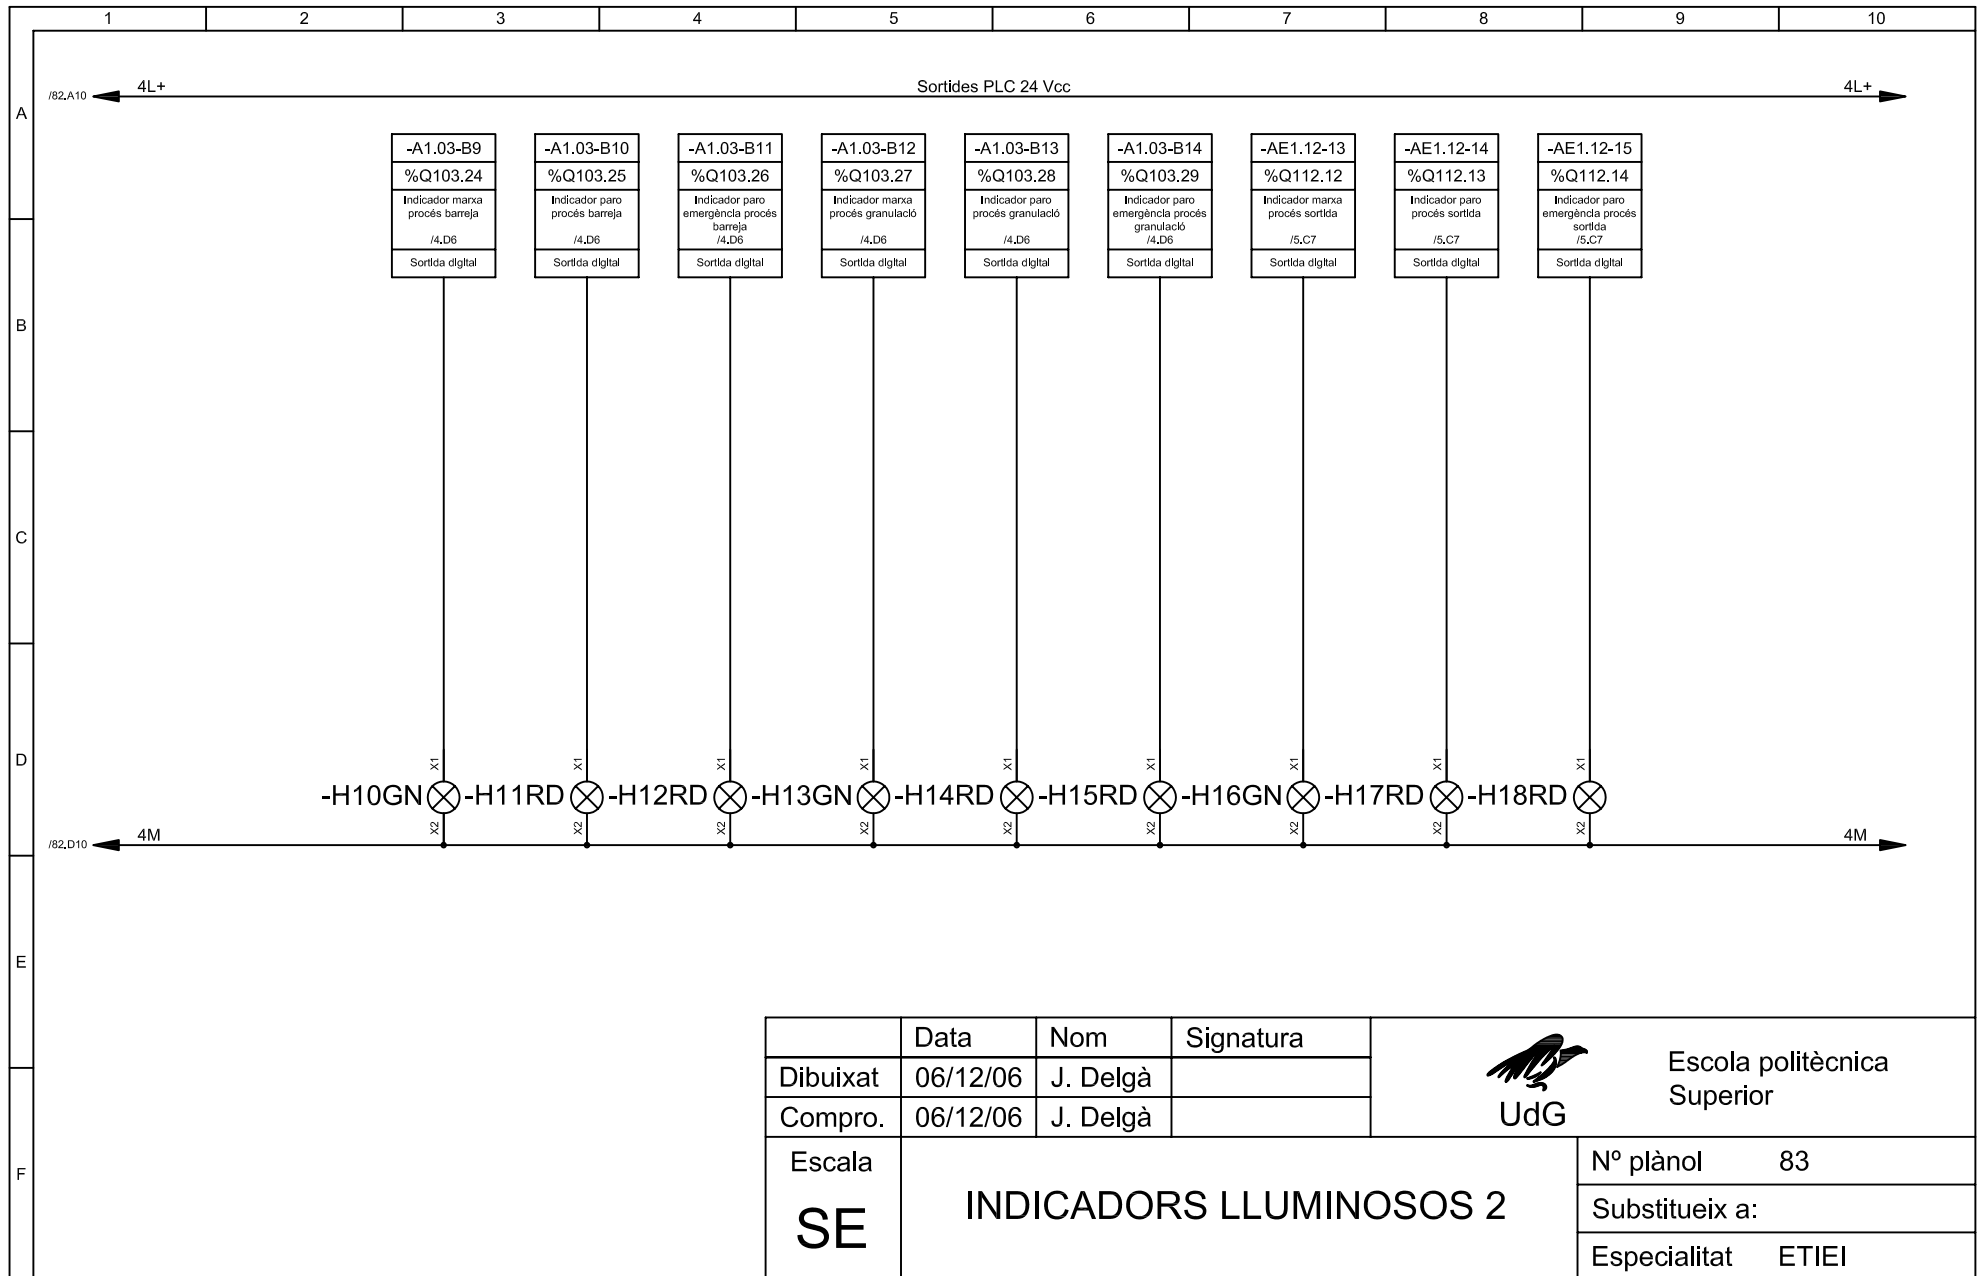 1 2 3 4 5 6 7 8 9 10
A
B
C
D
E
F
/82.A10 4L+ Sortides PLC 24 Vcc 4L+
-A1.03-B9
%Q103.24
Indicador marxa
procés barreja
/4.D6
Sortida digital
-A1.03-B10
%Q103.25
Indicador paro
procés barreja
/4.D6
Sortida digital
-A1.03-B11
%Q103.26
Indicador paro
emergència procés
barreja
/4.D6
Sortida digital
-A1.03-B12
%Q103.27
Indicador marxa
procés granulació
/4.D6
Sortida digital
-A1.03-B13
%Q103.28
Indicador paro
procés granulació
/4.D6
Sortida digital
-A1.03-B14
%Q103.29
Indicador paro
emergència procés
granulació
/4.D6
Sortida digital
-AE1.12-13
%Q112.12
Indicador marxa
procés sortida
/5.C7
Sortida digital
-AE1.12-14
%Q112.13
Indicador paro
procés sortida
/5.C7
Sortida digital
-AE1.12-15
%Q112.14
Indicador paro
emergència procés
sortida
/5.C7
Sortida digital
X1 X1 X1 X1 X1 X1 X1 X1 X1
-H10GN -H11RD -H12RD -H13GN -H14RD -H15RD -H16GN -H17RD -H18RD
X2 X2 X2 X2 X2 X2 X2 X2 X2
/82.D10 4M 4M
Data Nom Signatura
Dibuixat 06/12/06 J. Delgà
Compro. 06/12/06 J. Delgà
UdG
Escola politècnica
Superior
Escala
SE
INDICADORS LLUMINOSOS 2
Nº plànol 83
Substitueix a:
Especialitat ETIEI